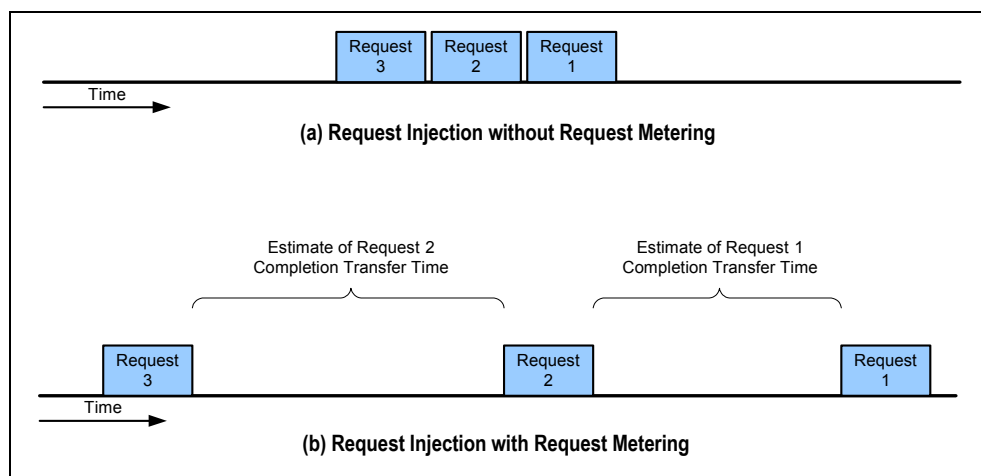 Request
3
Request
2
Request
1
Time
(a) Request Injection without Request Metering
Estimate of Request 2
Completion Transfer Time
Estimate of Request 1
Completion Transfer Time
Request
3
Request
2
Request
1
Time
(b) Request Injection with Request Metering